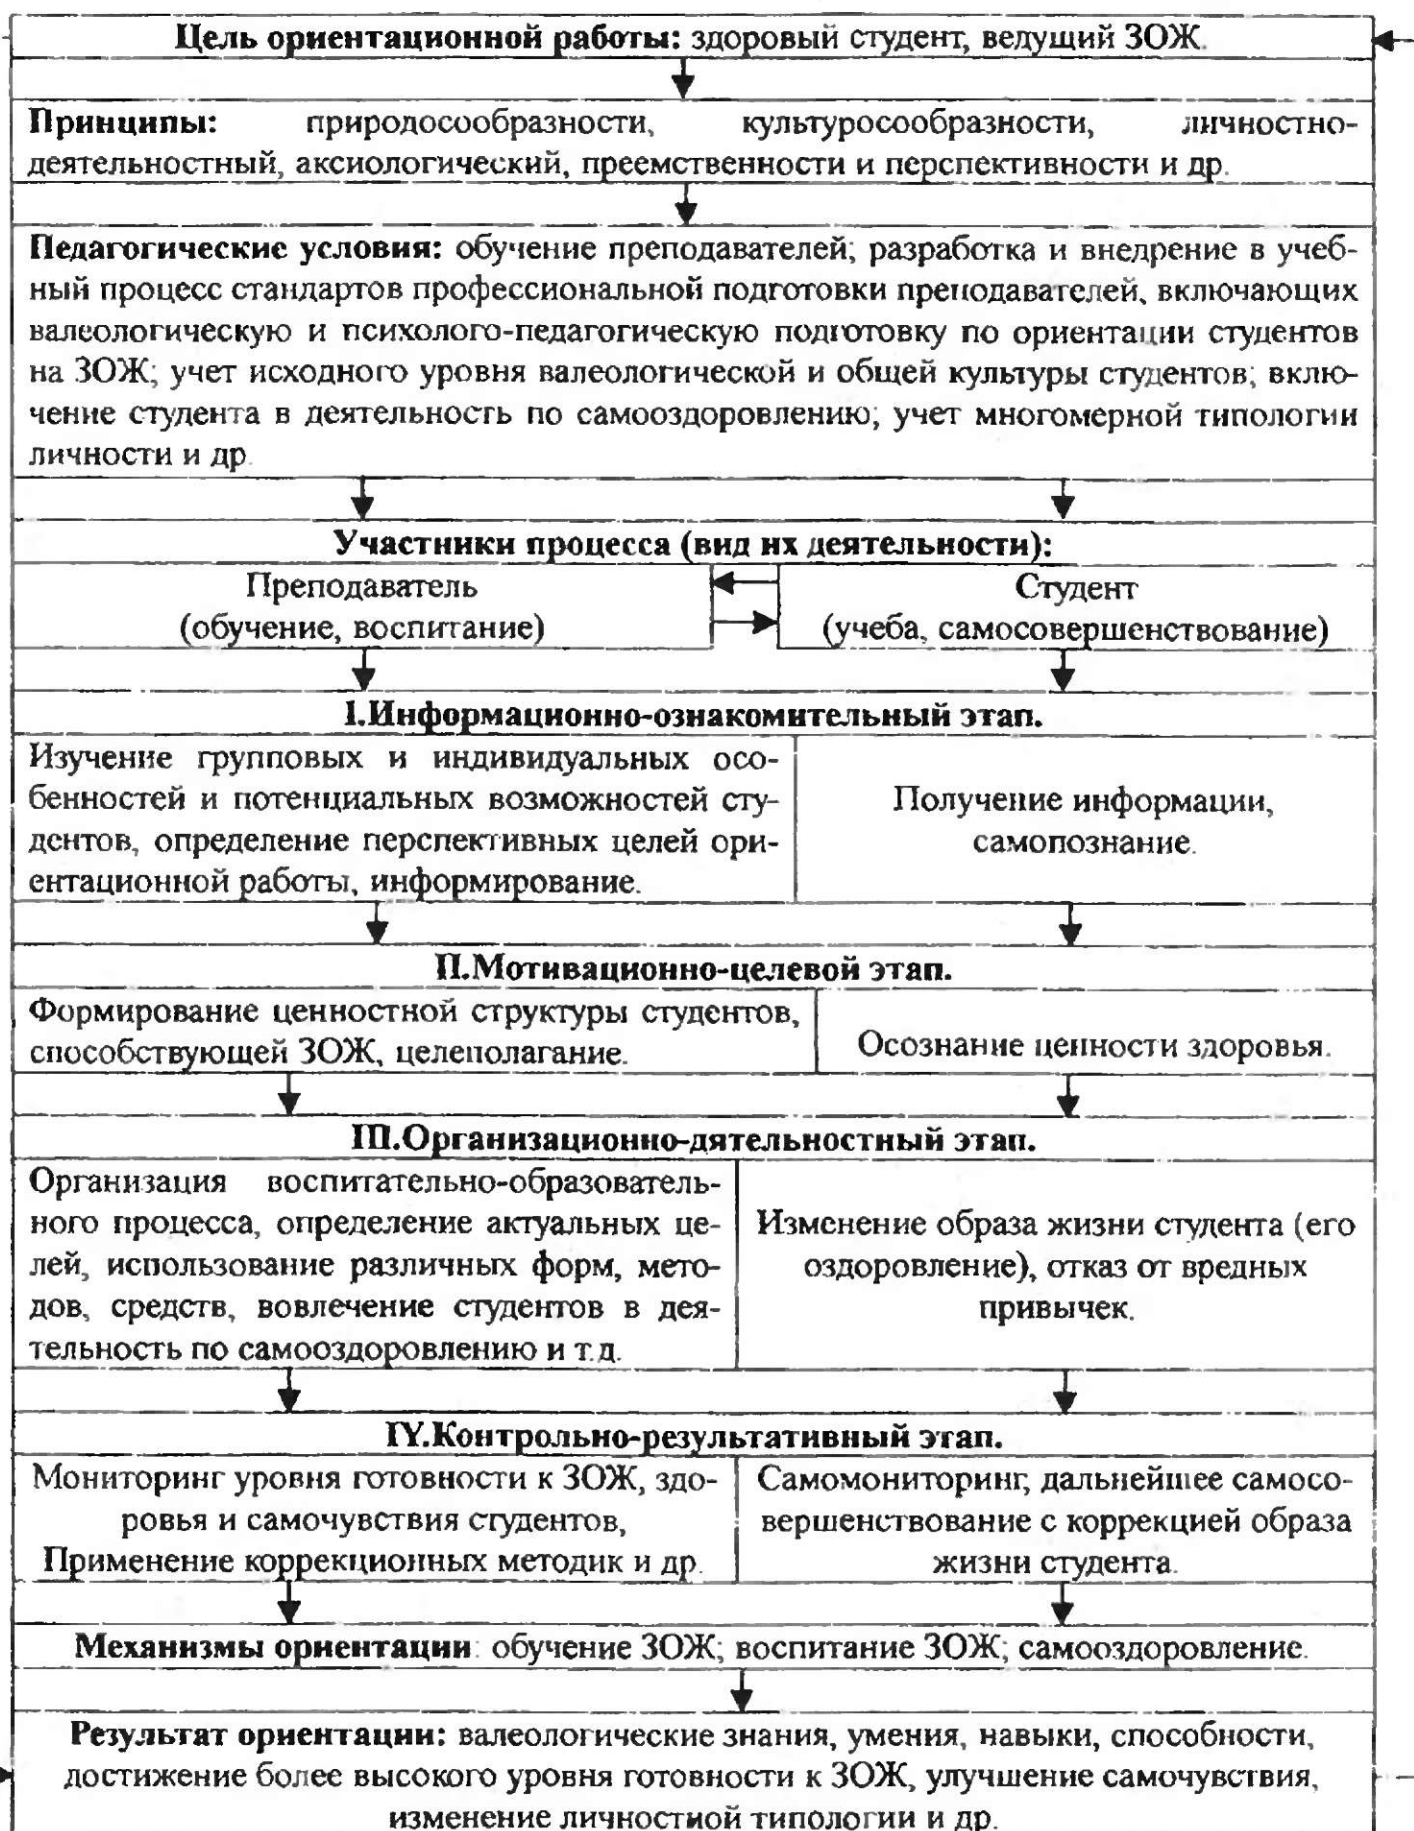 Цель ориентационной работы: здоровый студент, ведущий ЗОЖ.
Принципы: природосообразности, культуросообразности, личностно-
деятельностный, аксиологический, преемственности и перспективности и др.
Педагогические условия: обучение преподавателей; разработка и внедрение в учеб-
ный процесс стандартов профессиональной подготовки преподавателей, включающих
валеологическую и психолого-педагогическую подготовку по ориентации студентов
на ЗОЖ; учет исходного уровня валеологической и общей культуры студентов; вклю-
чение студента в деятельность по самооздоровлению; учет многомерной типологии
личности и др.
Участники процесса (вид их деятельности):
Преподаватель
(обучение, воспитание)
Студент
(учеба, самосовершенствование)
I.Информационно-ознакомительный этап.
Изучение групповых и индивидуальных осо-
бенностей и потенциальных возможностей сту-
дентов, определение перспективных целей ори-
ентационной работы, информирование.
Получение информации,
самопознание.
II.Мотивационно-целевой этап.
Формирование ценностной структуры студентов,
способствующей ЗОЖ, целеполагание.
Осознание ценности здоровья.
III.Организационно-дятельностный этап.
Организация воспитательно-образователь-
ного процесса, определение актуальных це-
лей, использование различных форм, мето-
дов, средств, вовлечение студентов в дея-
тельность по самооздоровлению и т.д.
Изменение образа жизни студента (его
оздоровление), отказ от вредных
привычек.
IY.Контрольно-результативный этап.
Мониторинг уровня готовности к ЗОЖ, здо-
ровья и самочувствия студентов,
Применение коррекционных методик и др.
Самомониторинг, дальнейшее самосо-
вершенствование с коррекцией образа
жизни студента.
Механизмы ориентации: обучение ЗОЖ; воспитание ЗОЖ; самооздоровление.
Результат ориентации: валеологические знания, умения, навыки, способности,
достижение более высокого уровня готовности к ЗОЖ, улучшение самочувствия,
изменение личностной типологии и др.